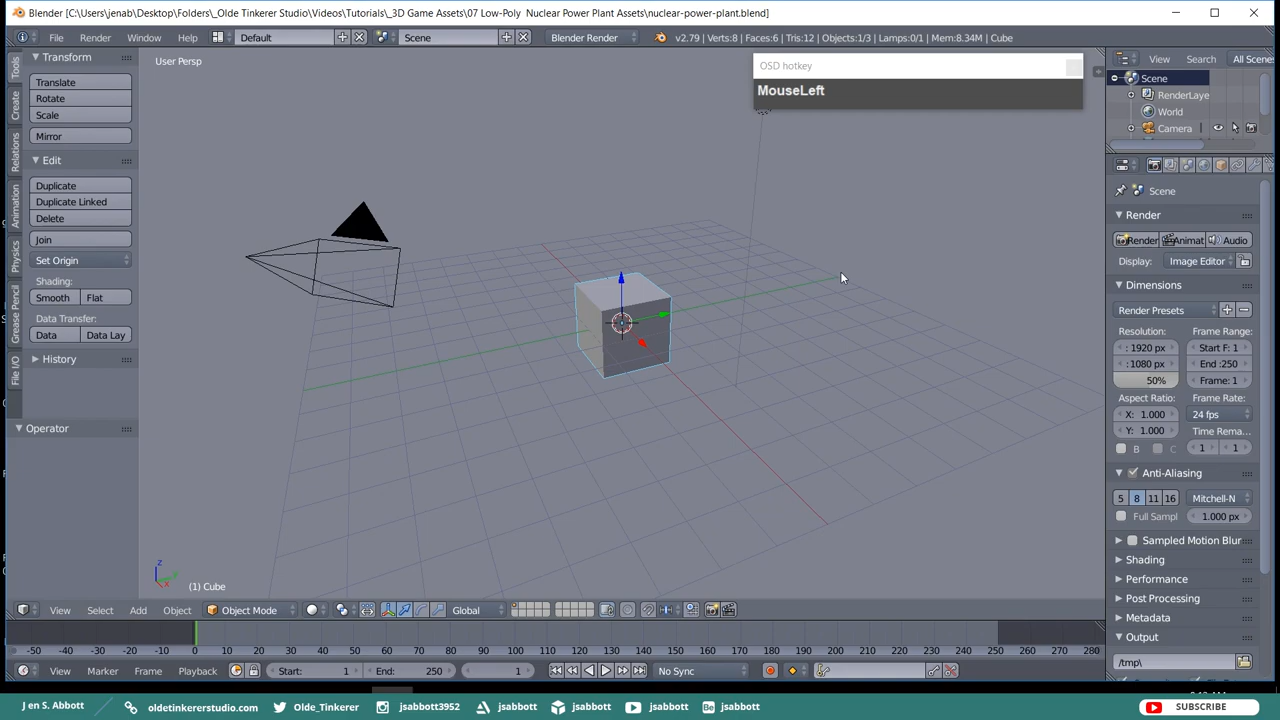 Blender [C:\Users\jenab\Desktop\Folders\_Olde Tinkerer Studio\Videos\Tutorials\_3D Game Assets\07 Low-Poly  Nuclear Power Plant Assets\nuclear-power-plant.blend]
File Render Window Help Default Scene Blender Render v2.79 | Verts:8 | Faces:6 | Tris:12 | Objects:1/3 | Lamps:0/1 | Mem:8.34M | Cube
View Search All Scenes
User Persp
OSD hotkey
MouseLeft
Tools
Create
Relations
Animation
Physics
Grease Pencil
File I/O
Transform
Translate
Rotate
Scale
Mirror
Edit
Duplicate
Duplicate Linked
Delete
Join
Set Origin
Shading:
Smooth Flat
Data Transfer:
Data Data Lay
History
Operator
Scene
RenderLaye
World
Camera
Scene
Render
Render Animat Audio
Display: Image Editor
Dimensions
Render Presets
Resolution: Frame Range:
: 1920 px Start F: 1
: 1080 px End :250
50% Frame: 1
Aspect Ratio: Frame Rate:
X: 1.000 24 fps
Y: 1.000 Time Rema...
B C 1 1
Anti-Aliasing
5 8 11 16 Mitchell-N
Full Sampl 1.000 px
Sampled Motion Blur
Shading
Performance
Post Processing
Metadata
Output
/tmp\
z
y
x
(1) Cube
View Select Add Object Object Mode Global
-50 -40 -30 -20 -10 0 10 20 30 40 50 60 70 80 90 100 110 120 130 140 150 160 170 180 190 200 210 220 230 240 250 260 270 280
View Marker Frame Playback Start: 1 End: 250 1 No Sync
J en S. Abbott oldetinkererstudio.com Olde_Tinkerer jsabbott3952 jsabbott jsabbott jsabbott jsabbott SUBSCRIBE